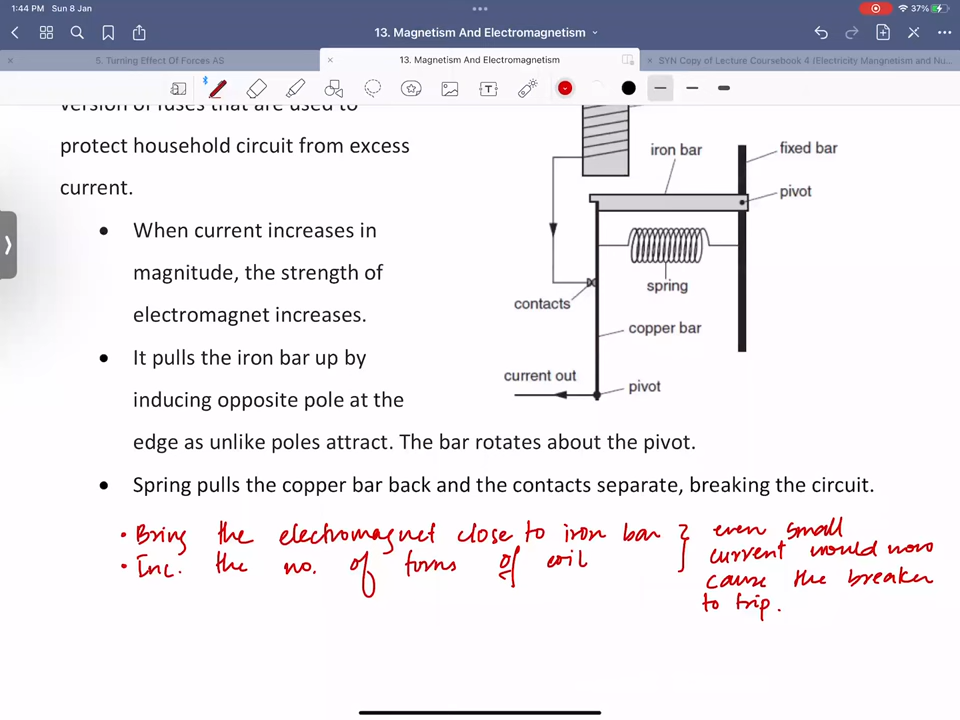 1:44 PM Sun 8 Jan
37%
13. Magnetism And Electromagnetism
5. Turning Effect Of Forces AS
13. Magnetism And Electromagnetism
SYN Copy of Lecture Coursebook 4 /Electricity Mangnetism and Nu...
version of fuses that are used to
protect household circuit from excess
current.
• When current increases in
magnitude, the strength of
electromagnet increases.
• It pulls the iron bar up by
inducing opposite pole at the
edge as unlike poles attract. The bar rotates about the pivot.
• Spring pulls the copper bar back and the contacts separate, breaking the circuit.
iron bar
fixed bar
pivot
spring
contacts
copper bar
current out
pivot
• Bring the electromagnet close to iron bar
• Inc. the no. of turns of coil
even small
current would now
cause the breaker
to trip.